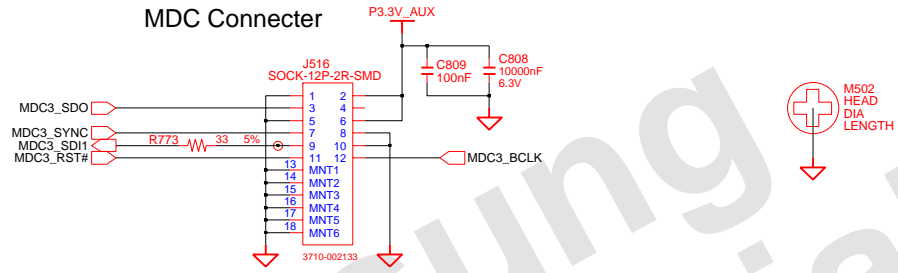 MDC Connecter
P3.3V_AUX
J516
SOCK-12P-2R-SMD
C809
100nF
C808
10000nF
6.3V
M502
HEAD
DIA
LENGTH
1 2
MDC3_SDO 3 4
5 6
MDC3_SYNC 7 8
MDC3_SDI1 R773 33 5% 9 10
MDC3_RST# 11 12 MDC3_BCLK
13 MNT1
14 MNT2
15 MNT3
16 MNT4
17 MNT5
18 MNT6
3710-002133
sung